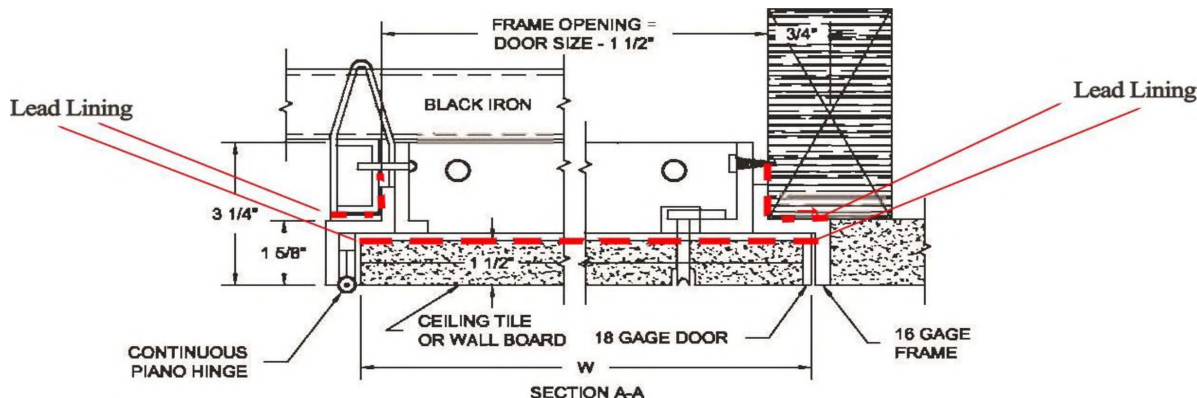 FRAME OPENING =
DOOR SIZE - 1 1/2"
3/4"
Lead Lining
BLACK IRON
Lead Lining
3 1/4"
1 5/8"
1 1/2"
CEILING TILE
OR WALL BOARD
18 GAGE DOOR
16 GAGE
FRAME
CONTINUOUS
PIANO HINGE
W
SECTION A-A